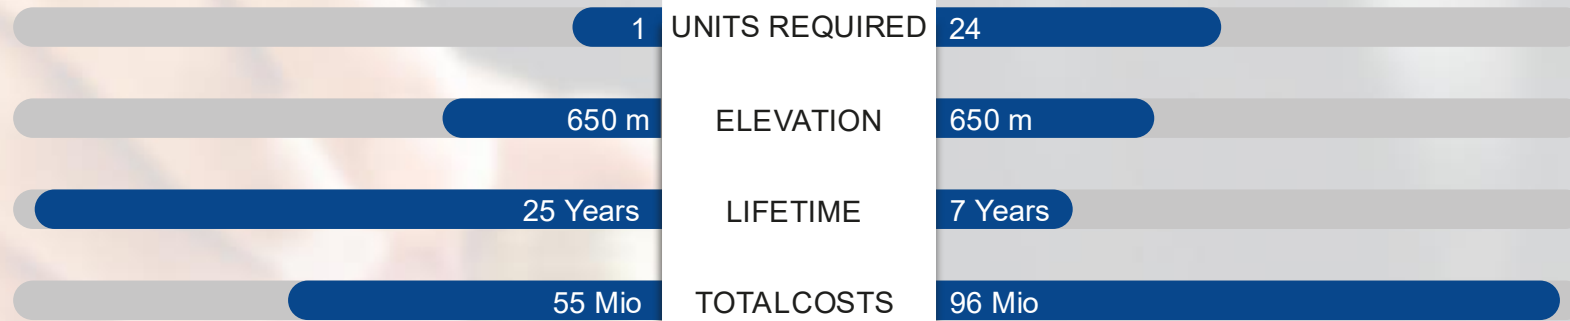 1 UNITS REQUIRED 24
650 m ELEVATION 650 m
25 Years LIFETIME 7 Years
55 Mio TOTALCOSTS 96 Mio